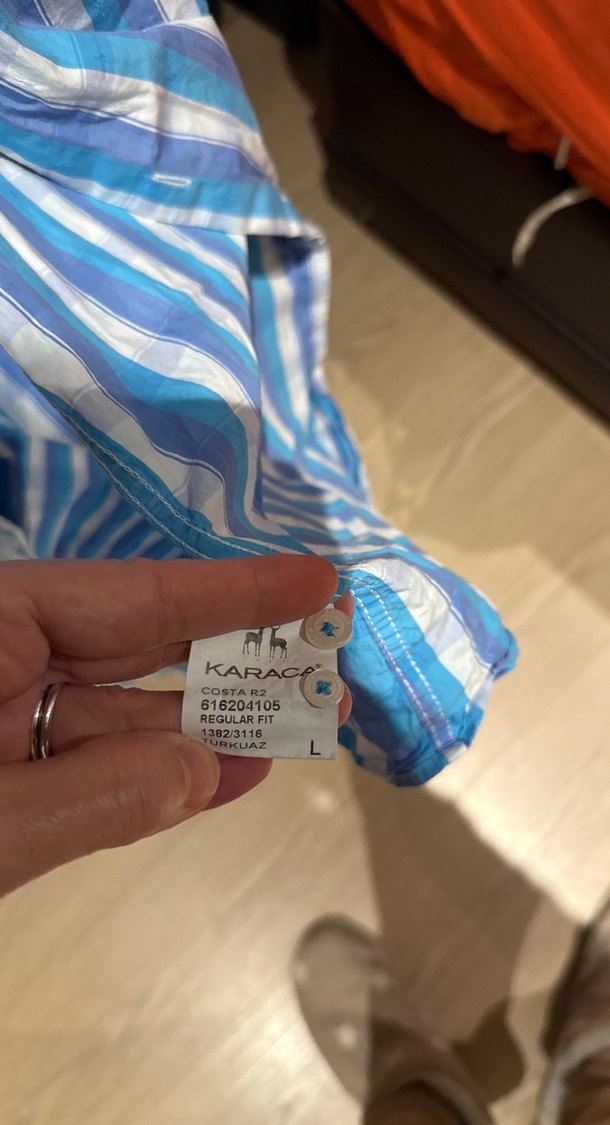 KARACA®
COSTA R2
616204105
REGULAR FIT
1382/3116
TURKUAZ
L